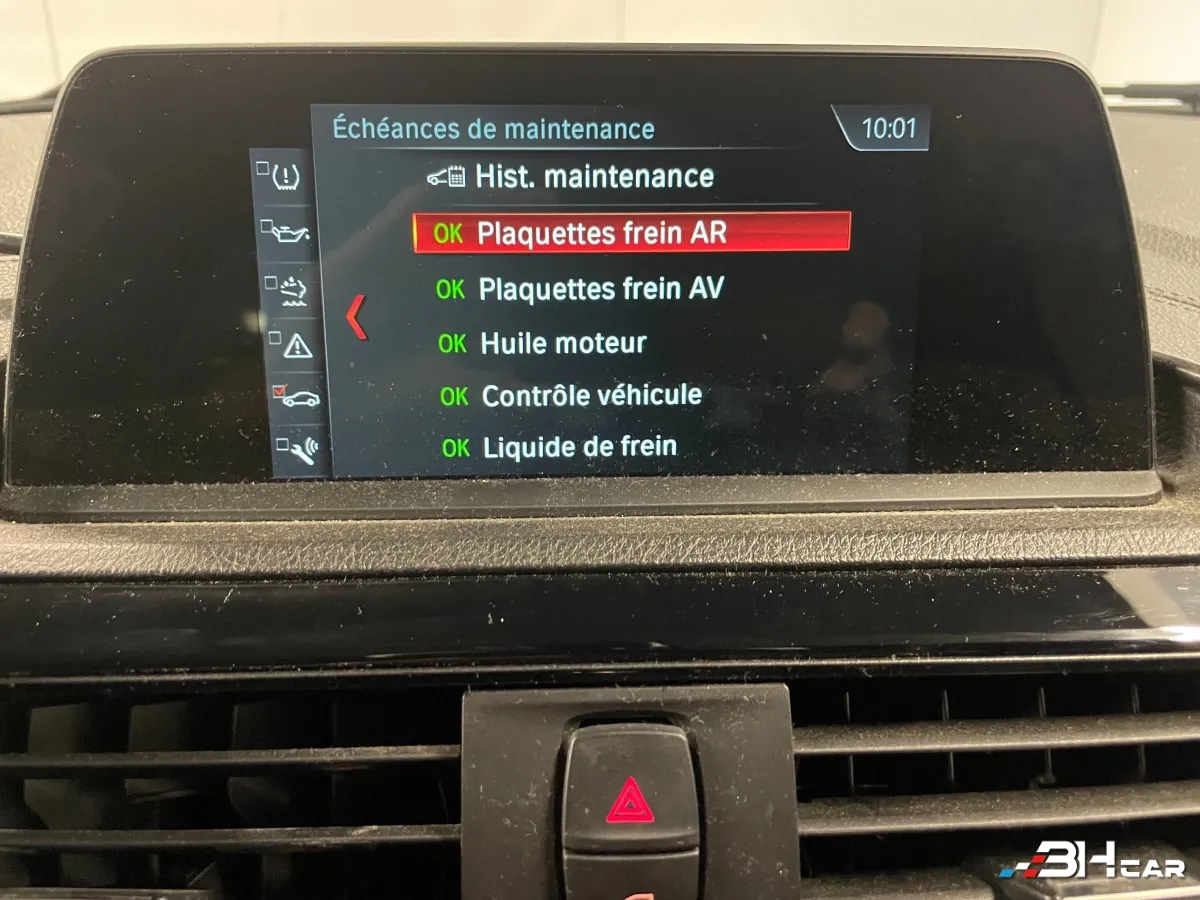 Échéances de maintenance
10:01
Hist. maintenance
OK Plaquettes frein AR
OK Plaquettes frein AV
OK Huile moteur
OK Contrôle véhicule
OK Liquide de frein
3HCAR